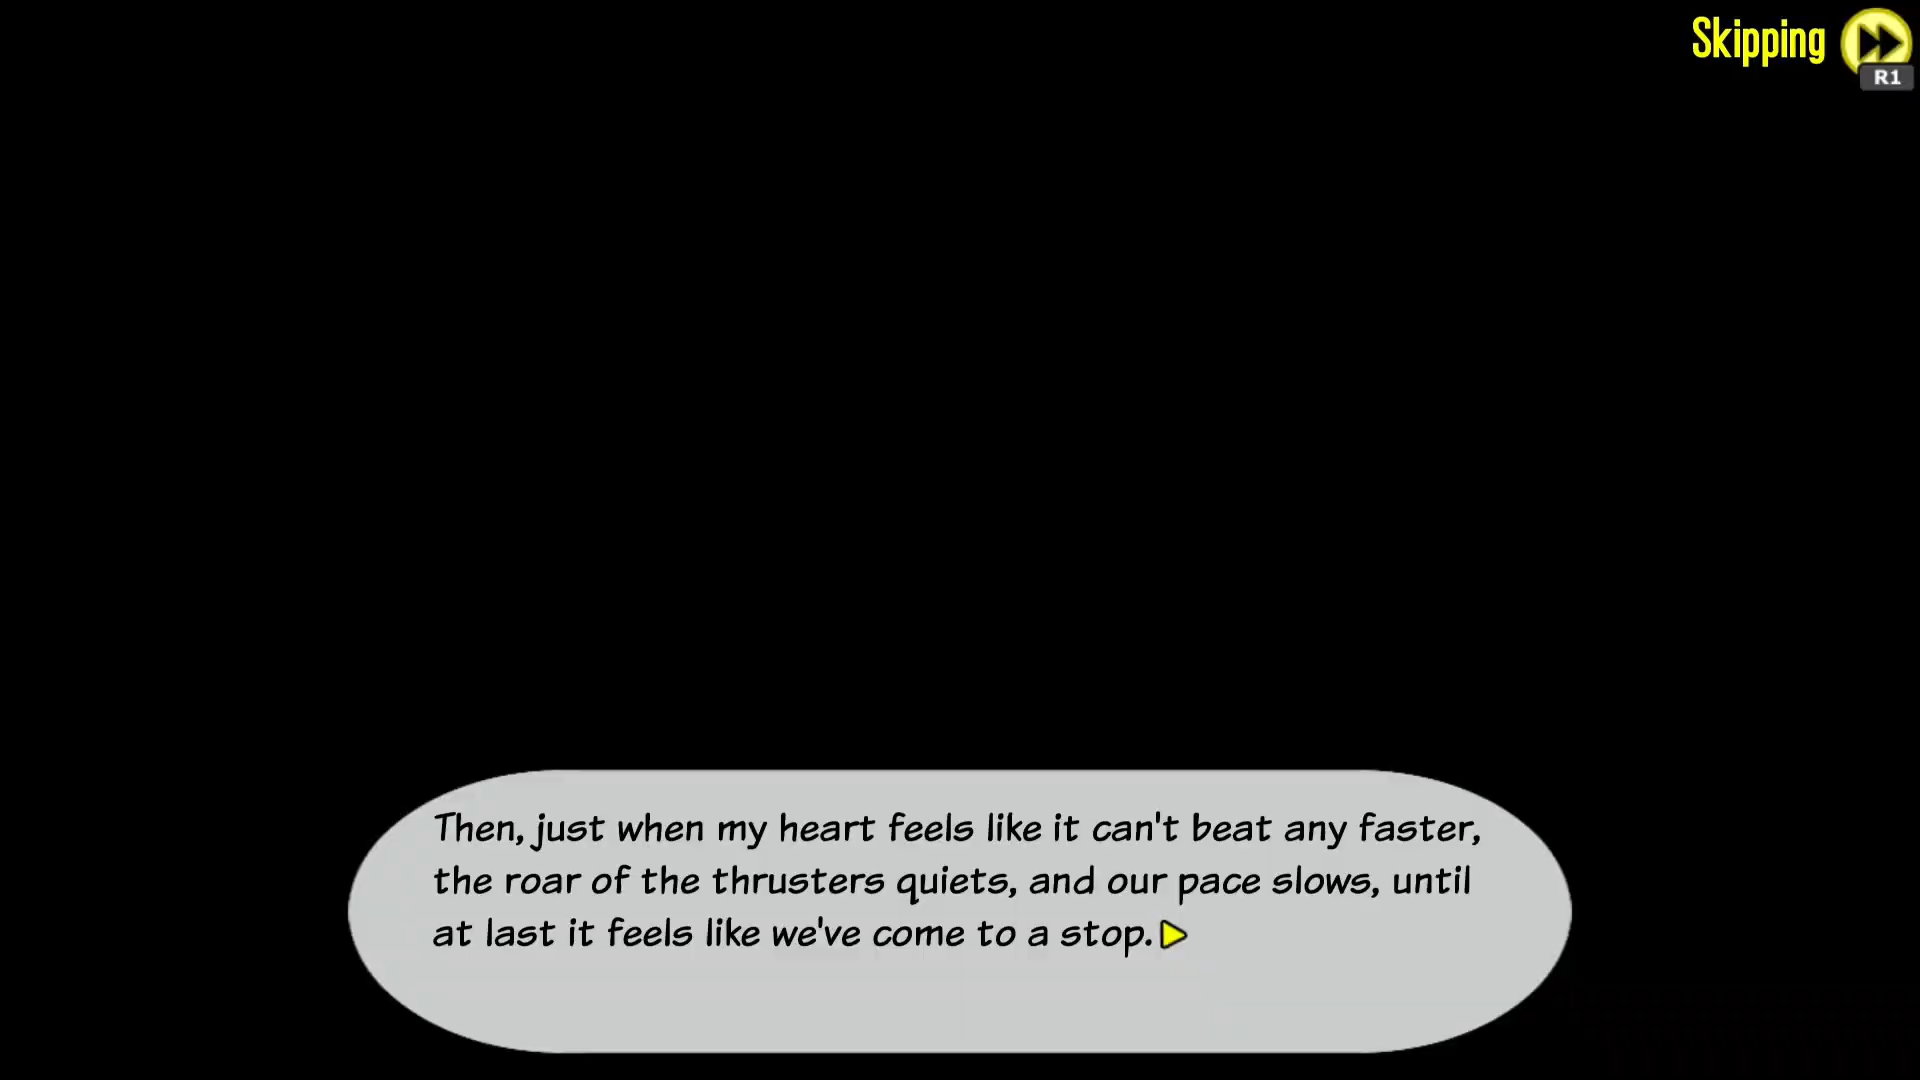 Skipping
R1
Then, just when my heart feels like it can't beat any faster,
the roar of the thrusters quiets, and our pace slows, until
at last it feels like we've come to a stop.